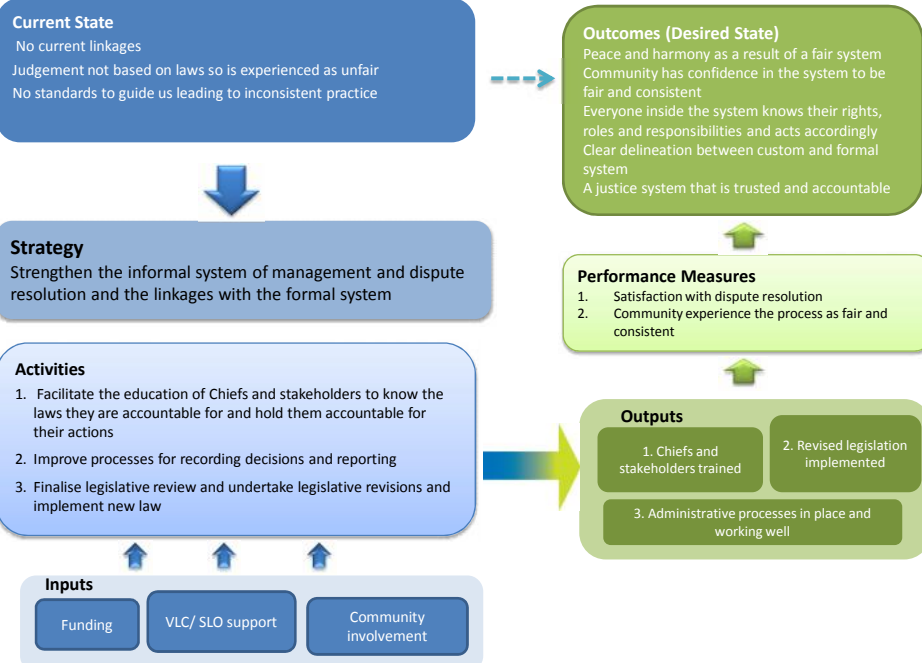 Current State
No current linkages
Judgement not based on laws so is experienced as unfair
No standards to guide us leading to inconsistent practice
Outcomes (Desired State)
Peace and harmony as a result of a fair system
Community has confidence in the system to be
fair and consistent
Everyone inside the system knows their rights,
roles and responsibilities and acts accordingly
Clear delineation between custom and formal
system
A justice system that is trusted and accountable
Strategy
Strengthen the informal system of management and dispute
resolution and the linkages with the formal system
Performance Measures
1. Satisfaction with dispute resolution
2. Community experience the process as fair and
consistent
Activities
1. Facilitate the education of Chiefs and stakeholders to know the
laws they are accountable for and hold them accountable for
their actions
2. Improve processes for recording decisions and reporting
3. Finalise legislative review and undertake legislative revisions and
implement new law
Outputs
1. Chiefs and
stakeholders trained
2. Revised legislation
implemented
3. Administrative processes in place and
working well
Inputs
Funding
VLC/ SLO support
Community
involvement